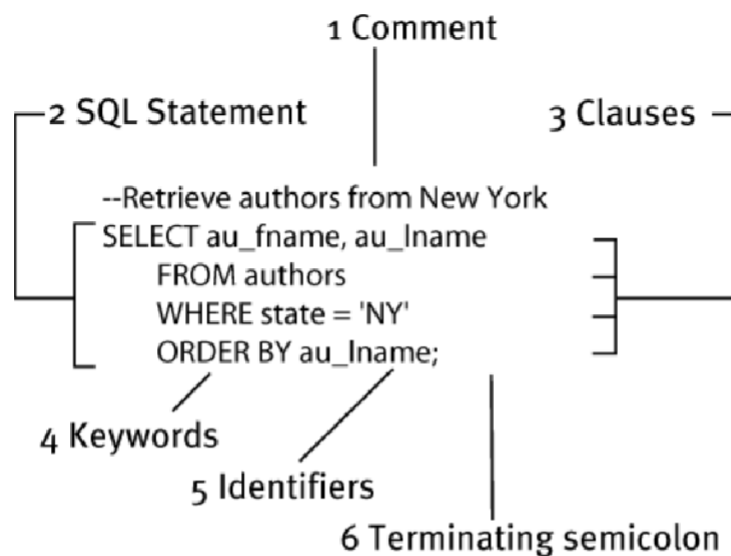 1 Comment
2 SQL Statement
3 Clauses
--Retrieve authors from New York
SELECT au_fname, au_lname
FROM authors
WHERE state = 'NY'
ORDER BY au_lname;
4 Keywords
5 Identifiers
6 Terminating semicolon